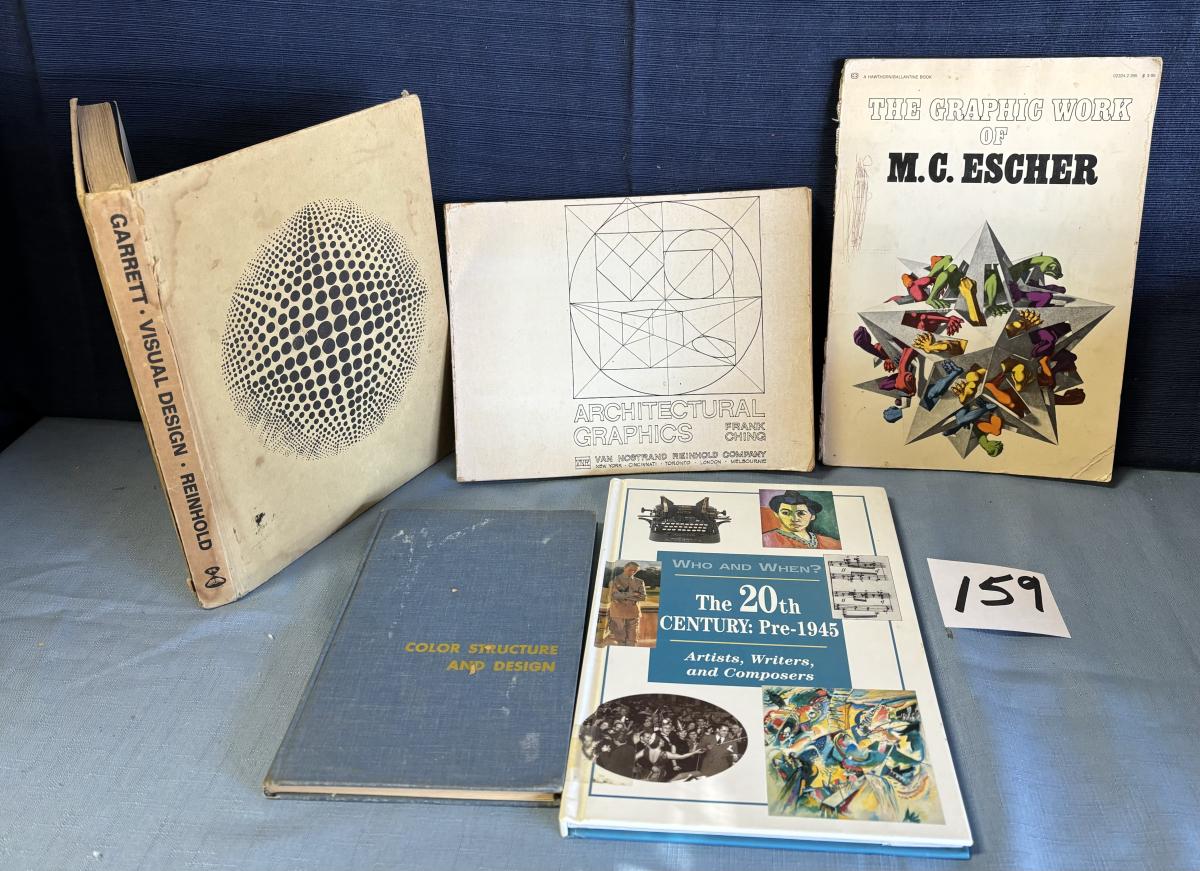 GARRETT · VISUAL DESIGN · REINHOLD
ARCHITECTURAL
GRAPHICS
FRANK
CHING
VAN NOSTRAND REINHOLD COMPANY
NEW YORK · CINCINNATI · TORONTO · LONDON · MELBOURNE
A HAWTHORN/BALLANTINE BOOK
THE GRAPHIC WORK
OF
M.C. ESCHER
COLOR STRUCTURE
AND DESIGN
WHO AND WHEN?
The 20th
CENTURY: Pre-1945
Artists, Writers,
and Composers
159